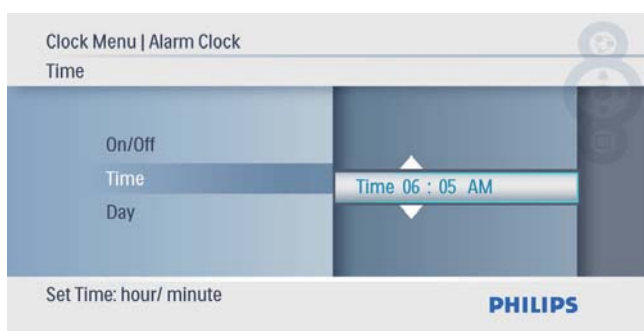 Clock Menu | Alarm Clock
Time
On/Off
Time
Day
Time 06 : 05 AM
Set Time: hour/ minute
PHILIPS